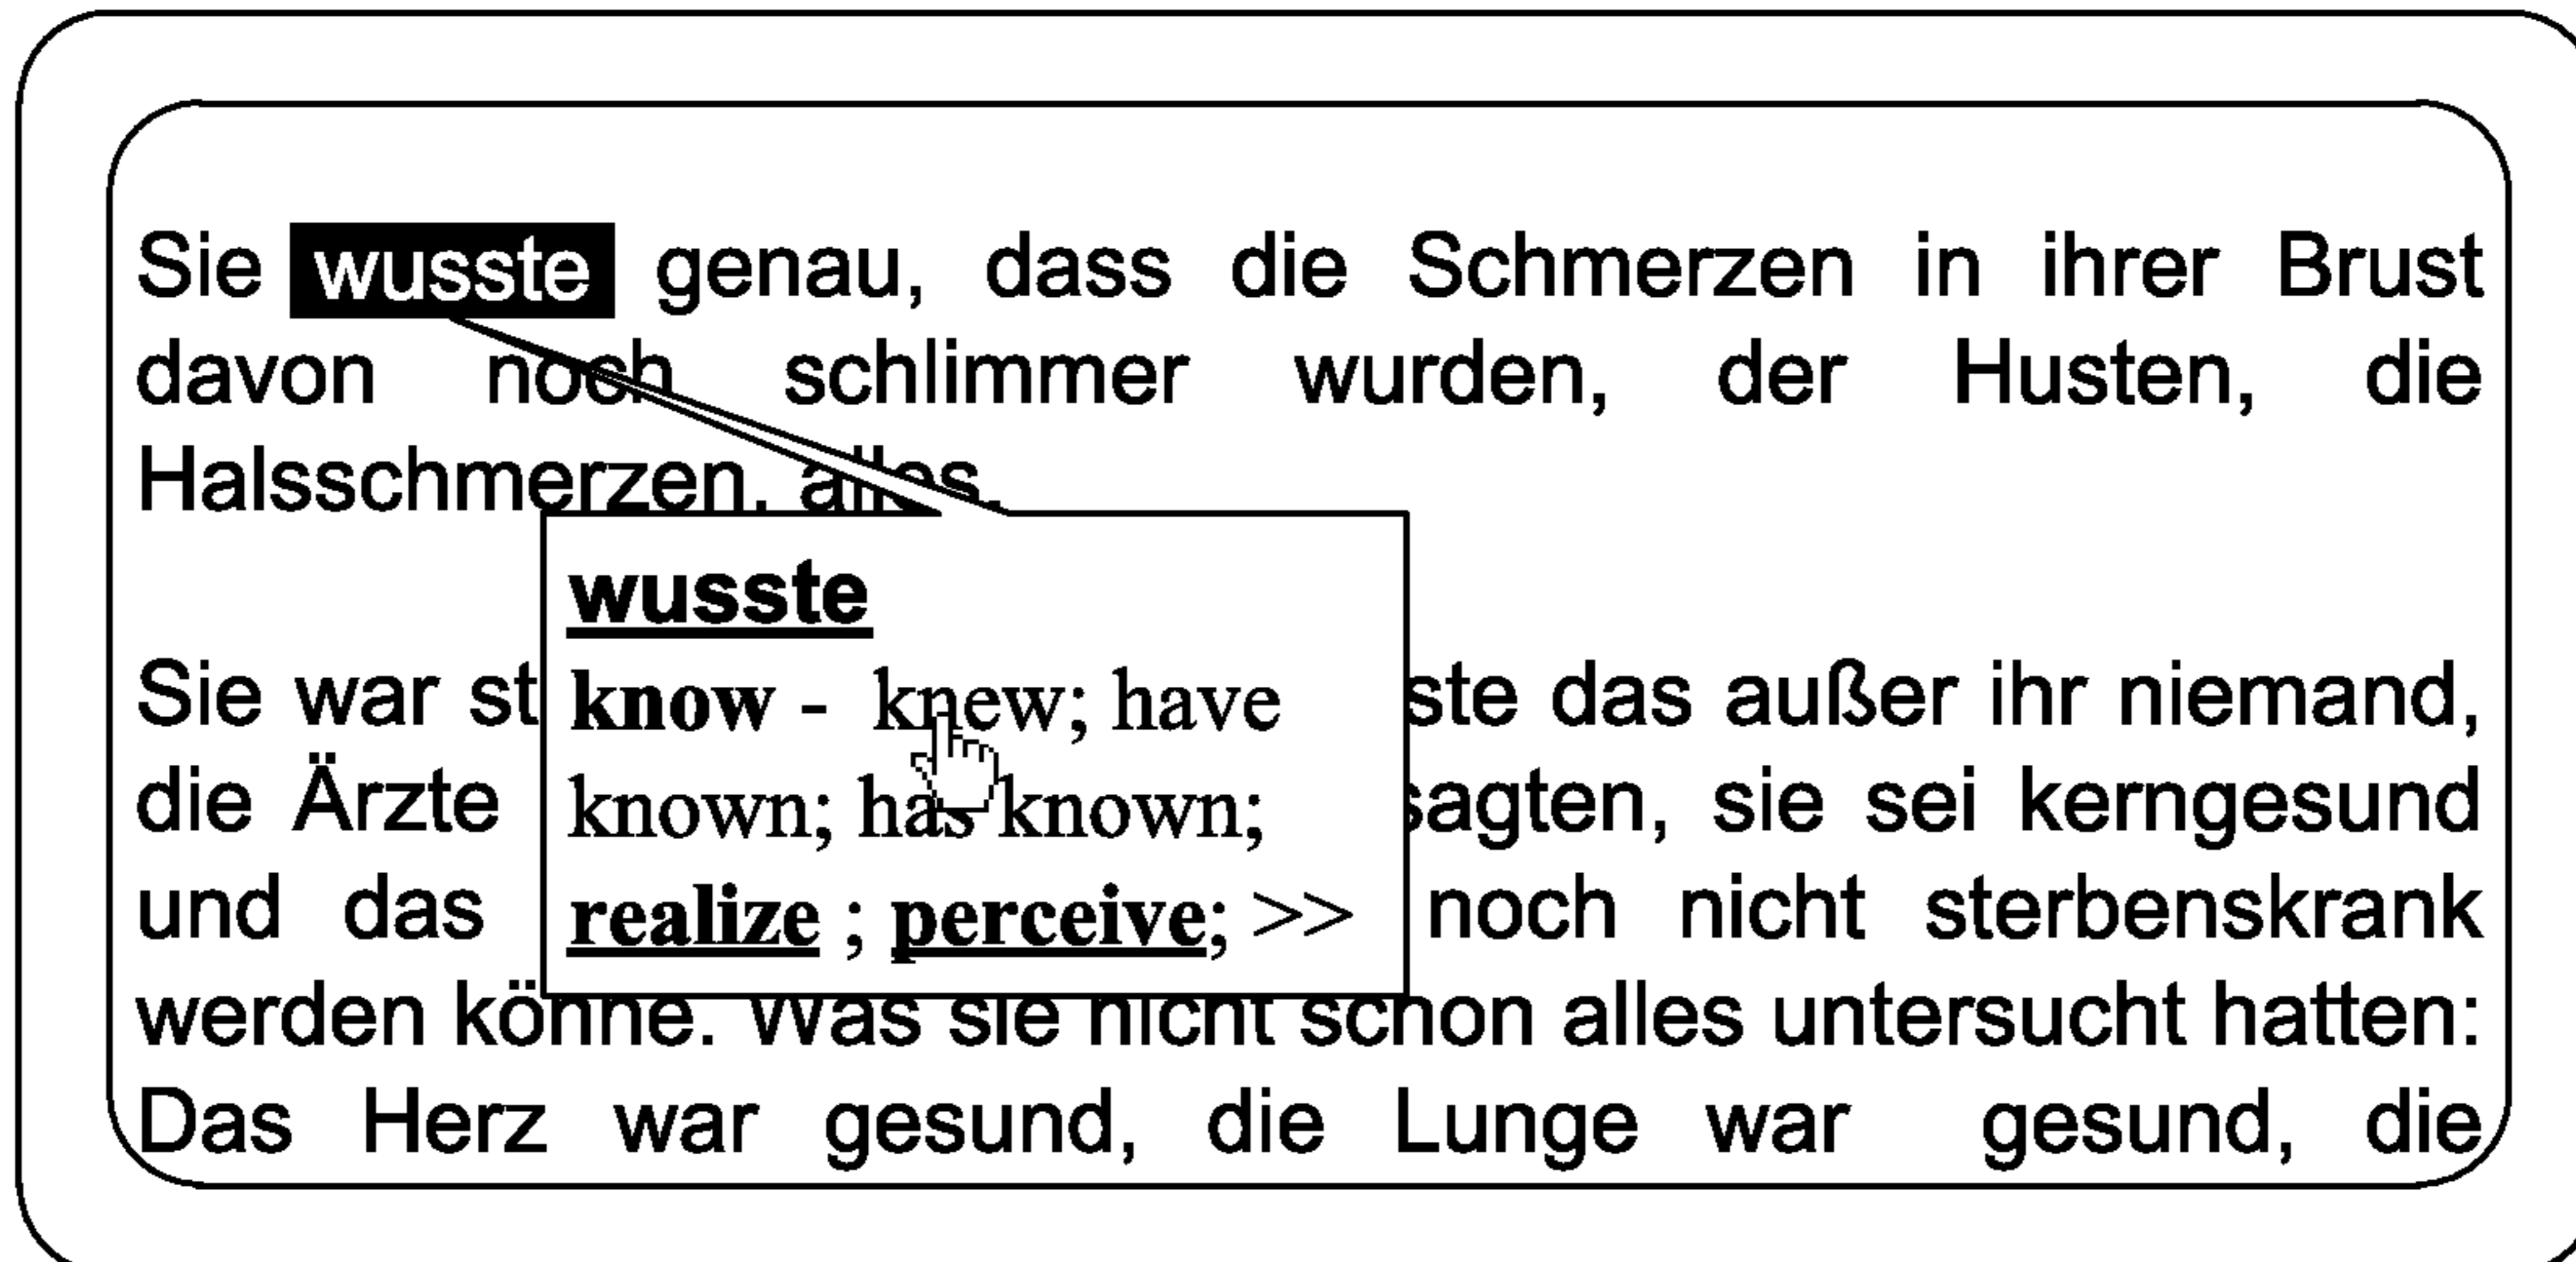 Sie wusste genau, dass die Schmerzen in ihrer Brust
davon noch schlimmer wurden, der Husten, die
Halsschmerzen, alles.
wusste
know - knew; have
known; has known;
realize ; perceive; >>
Sie war das außer ihr niemand,
die Ärzte sagten, sie sei kerngesund
und das noch nicht sterbenskrank
werden könne. Was sie nicht schon alles untersucht hatten:
Das Herz war gesund, die Lunge war gesund, die